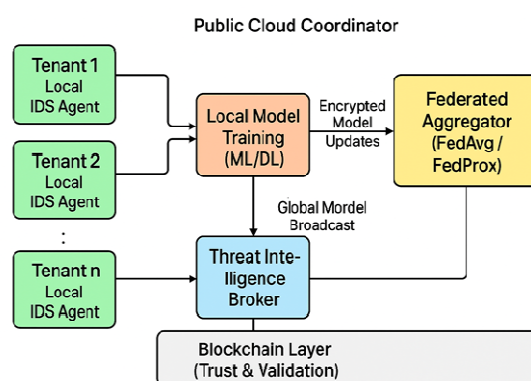 Public Cloud Coordinator
Tenant 1
Local
IDS Agent
Tenant 2
Local
IDS Agent
:
Tenant n
Local
IDS Agent
Local Model
Training
(ML/DL)
Encrypted
Model
Updates
Federated
Aggregator
(FedAvg /
FedProx)
Global Mordel
Broadcast
Threat Inte-
lligence
Broker
Blockchain Layer
(Trust & Validation)